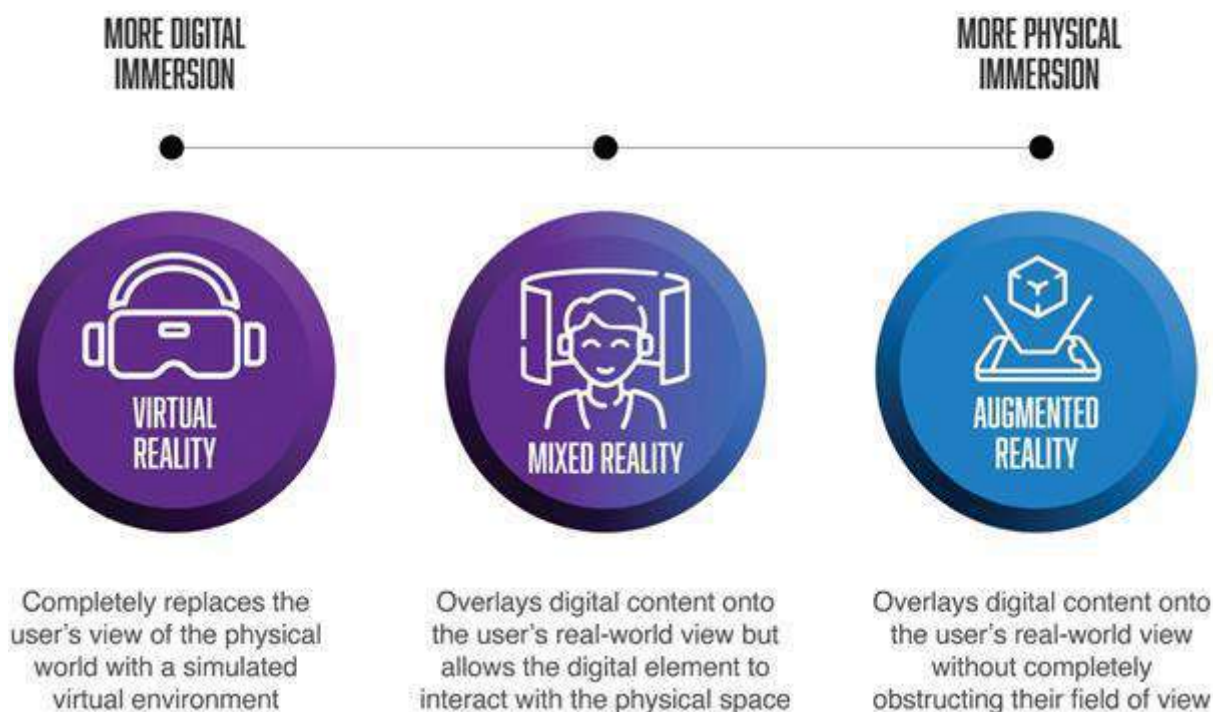 MORE DIGITAL
IMMERSION
MORE PHYSICAL
IMMERSION
VIRTUAL
REALITY
MIXED REALITY
AUGMENTED
REALITY
Completely replaces the
user's view of the physical
world with a simulated
virtual environment
Overlays digital content onto
the user's real-world view but
allows the digital element to
interact with the physical space
Overlays digital content onto
the user's real-world view
without completely
obstructing their field of view